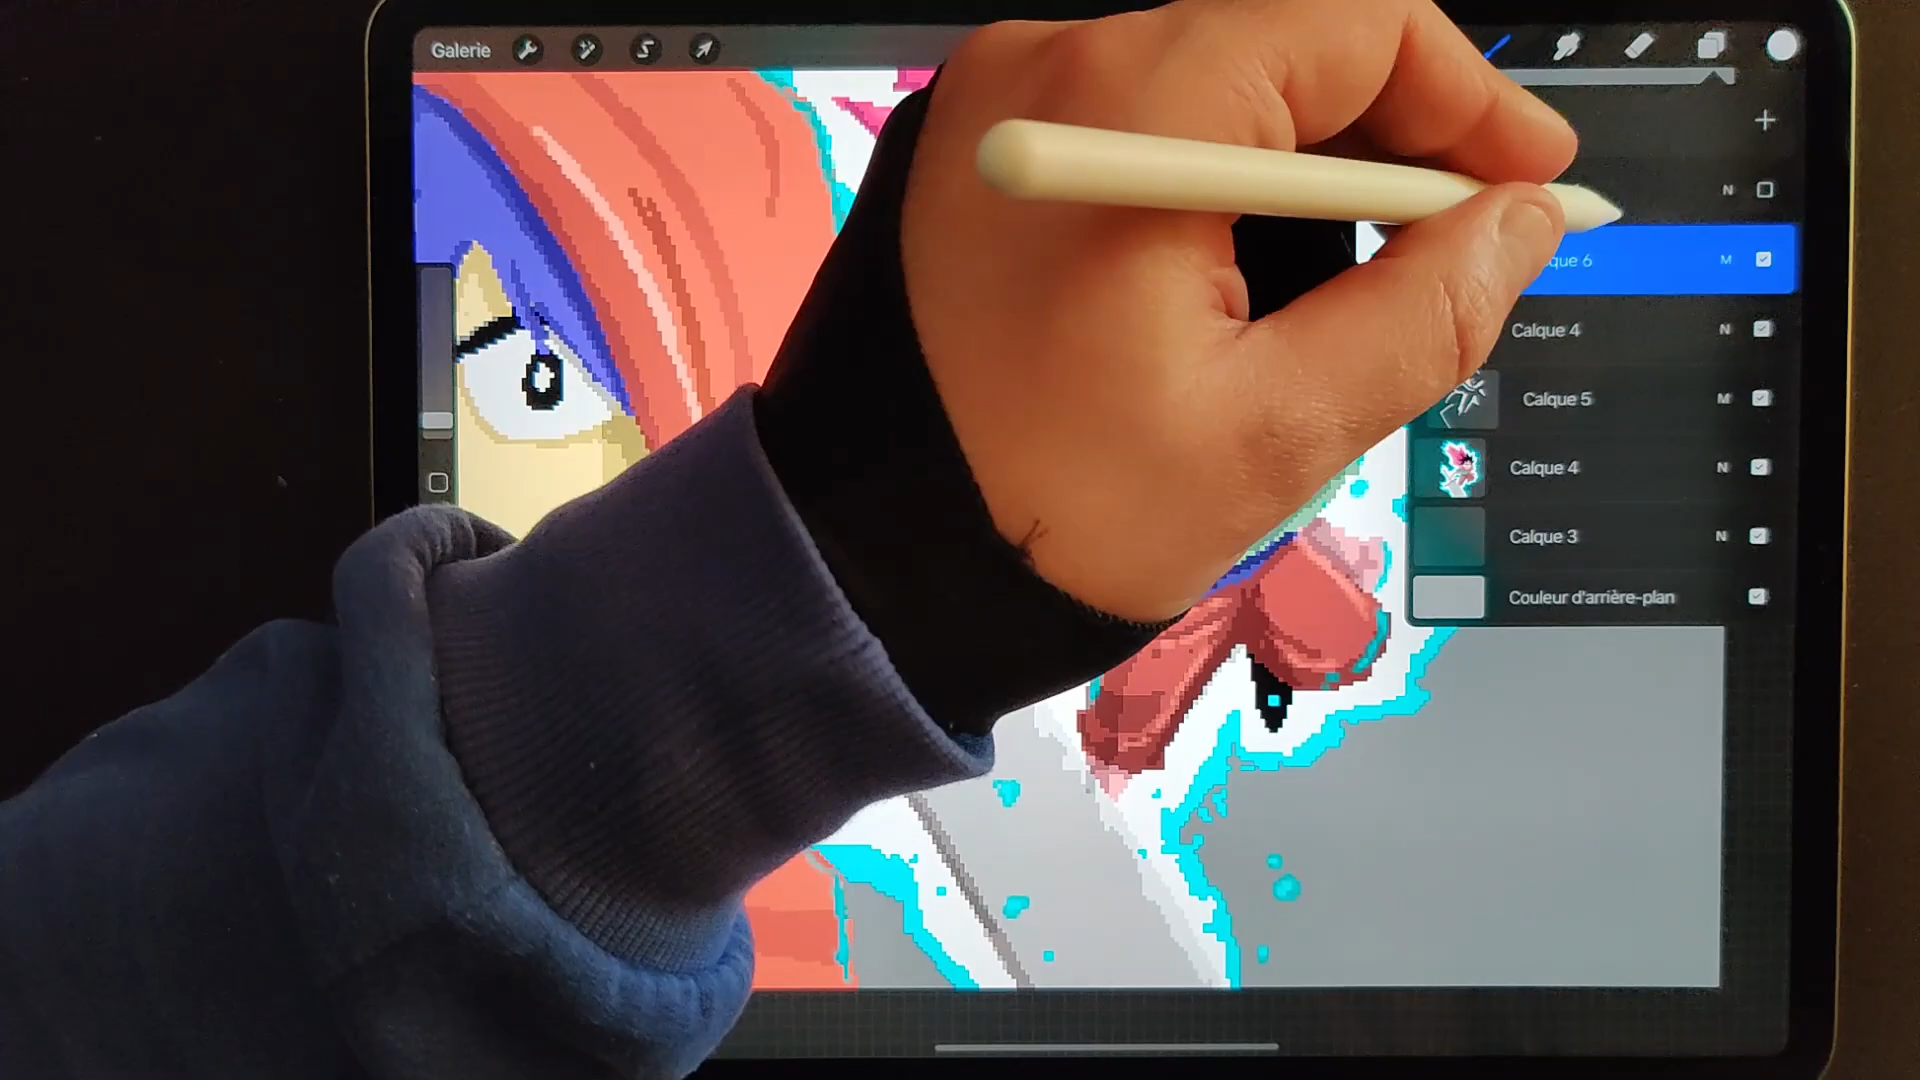 Galerie
N
que 6 M
Calque 4 N
Calque 5 M
Calque 4 N
Calque 3 N
Couleur d'arrière-plan